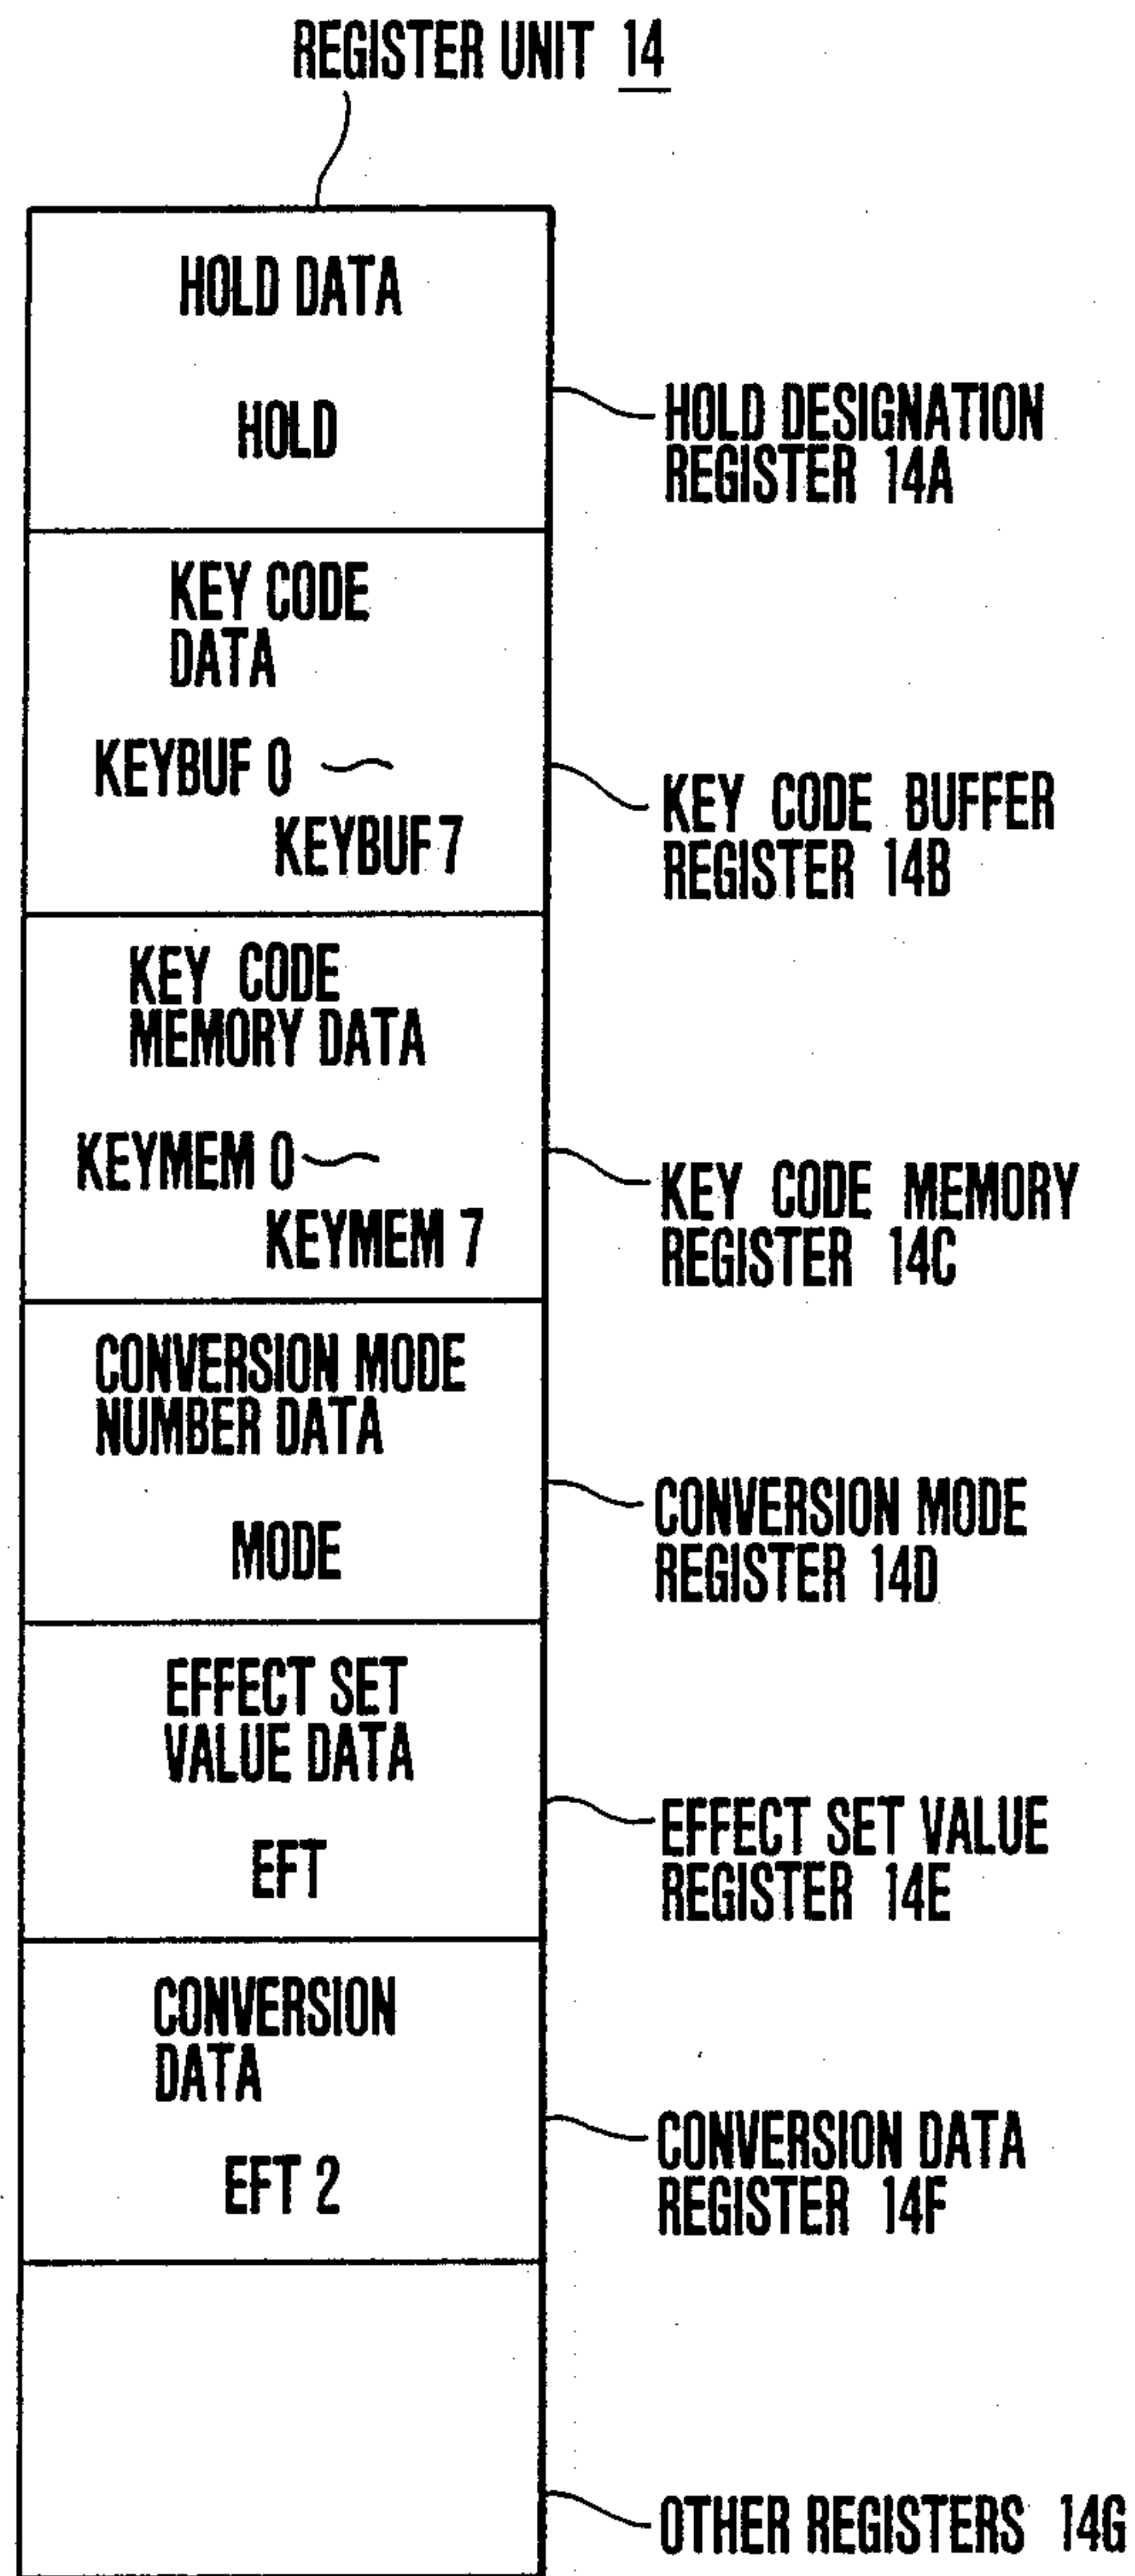 REGISTER UNIT 14
HOLD DATA
HOLD
HOLD DESIGNATION
REGISTER 14A
KEY CODE
DATA
KEYBUF 0 ~
KEYBUF 7
KEY CODE BUFFER
REGISTER 14B
KEY CODE
MEMORY DATA
KEYMEM 0 ~
KEYMEM 7
KEY CODE MEMORY
REGISTER 14C
CONVERSION MODE
NUMBER DATA
MODE
CONVERSION MODE
REGISTER 14D
EFFECT SET
VALUE DATA
EFT
EFFECT SET VALUE
REGISTER 14E
CONVERSION
DATA
EFT 2
CONVERSION DATA
REGISTER 14F
OTHER REGISTERS 14G